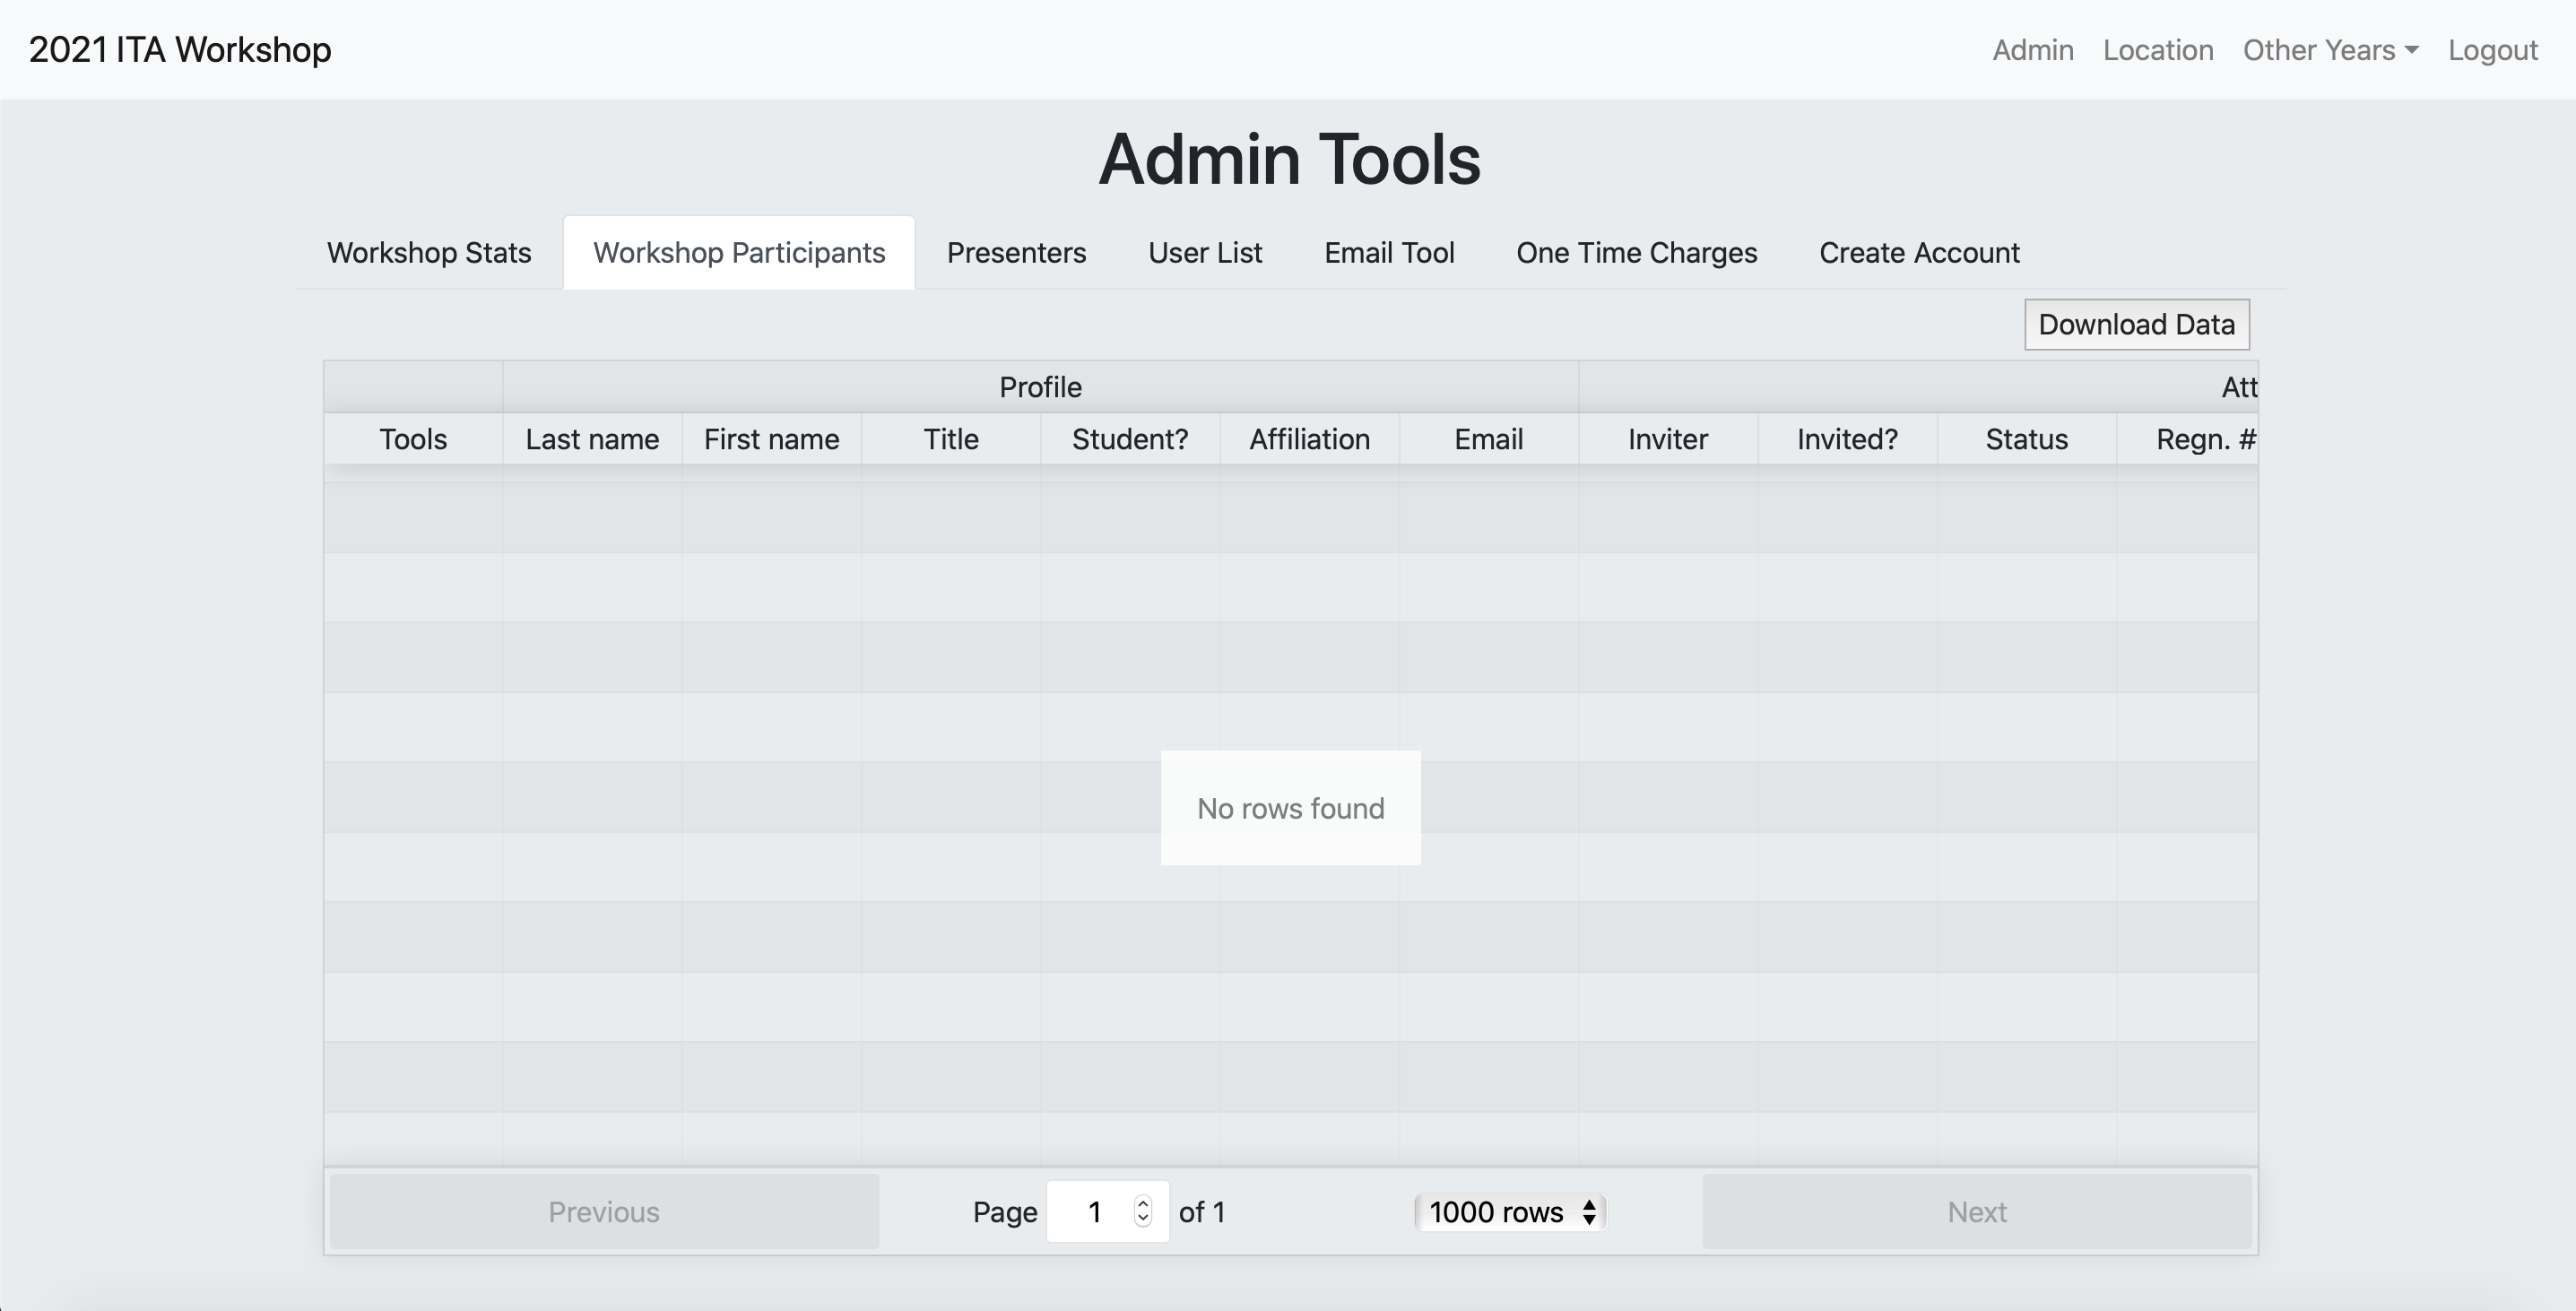 2021 ITA Workshop Admin Location Other Years Logout
Admin Tools
Workshop Stats Workshop Participants Presenters User List Email Tool One Time Charges Create Account
Download Data
Profile Att
Tools Last name First name Title Student? Affiliation Email Inviter Invited? Status Regn. #
No rows found
Previous Page 1 of 1 1000 rows Next